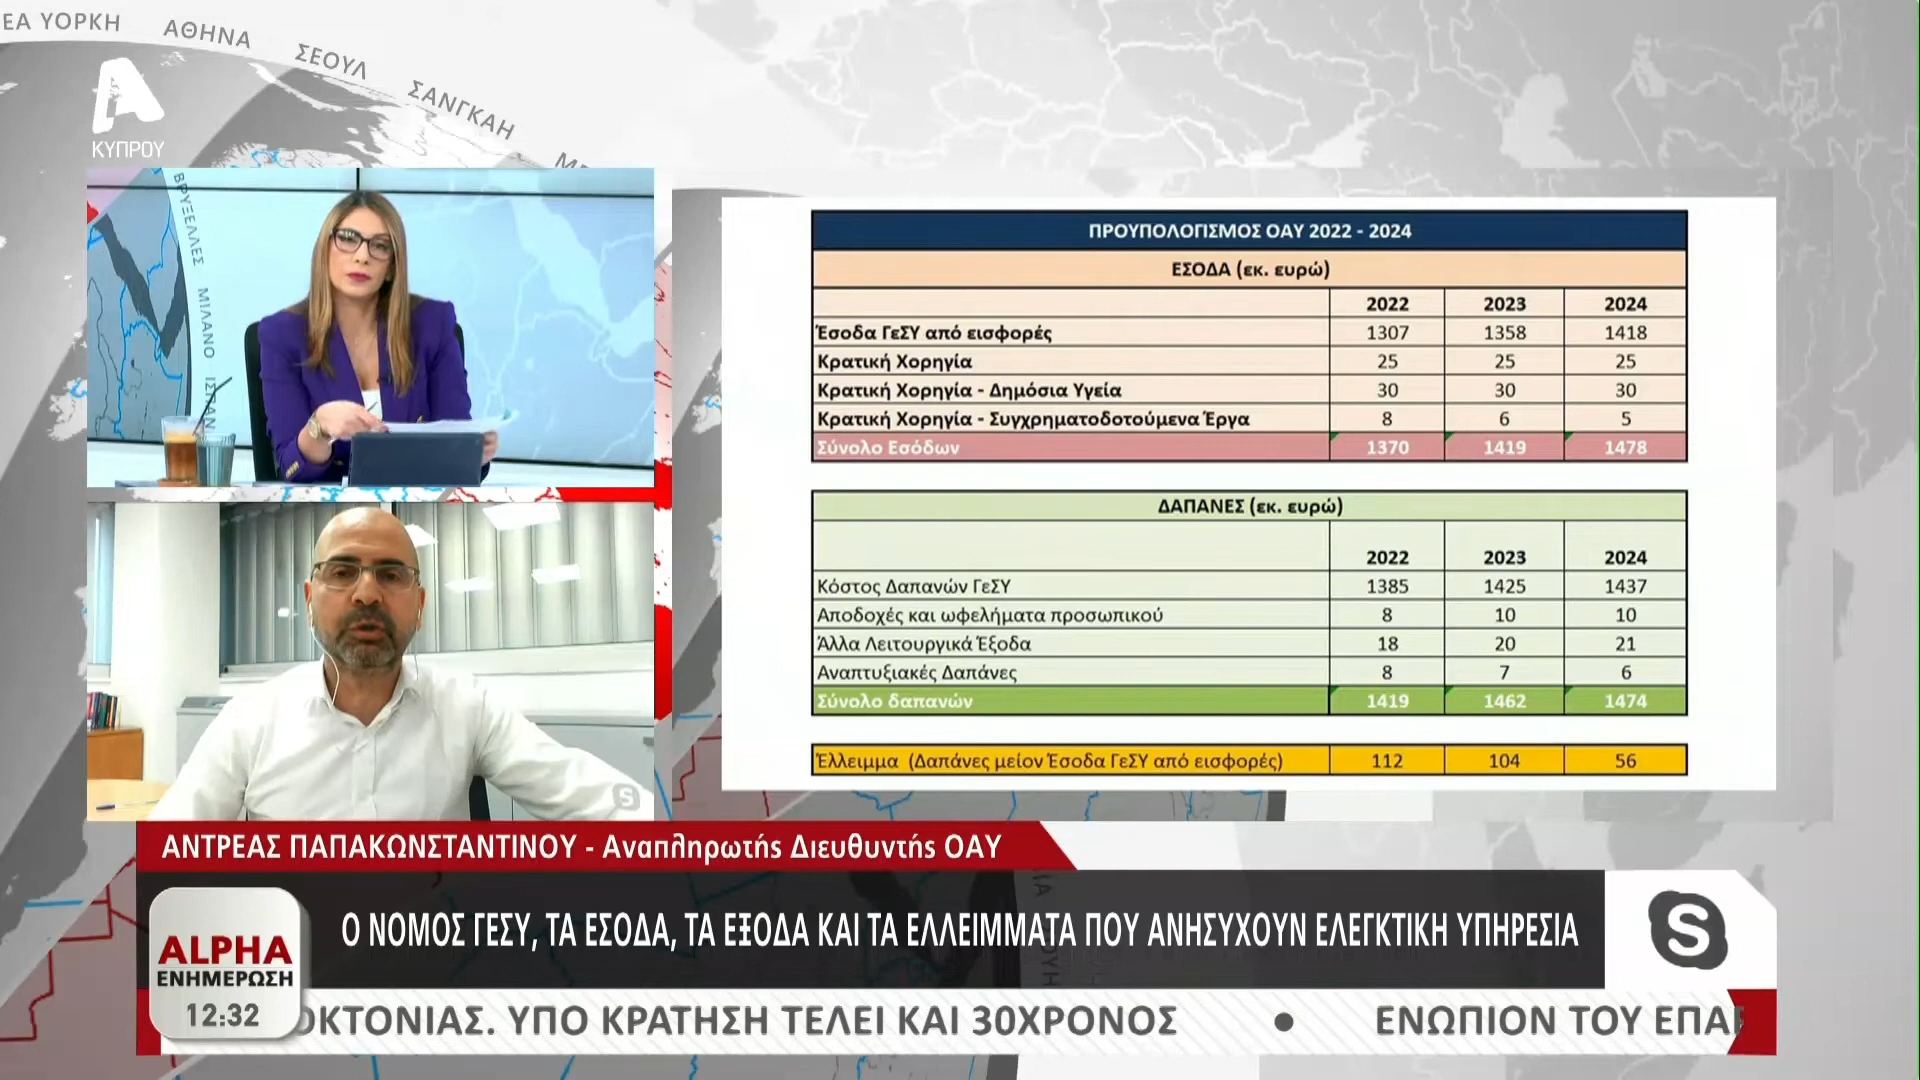 ΕΑ ΥΟΡΚΗ ΑΘΗΝΑ ΣΕΟΥΛ ΣΑΝΓΚΑΗ
ΚΥΠΡΟΥ
ΒΡΥΞΕΛΛΕΣ ΜΙΛΑΝΟ ΙΣΠΑΝ
ΠΡΟΥΠΟΛΟΓΙΣΜΟΣ ΟΑΥ 2022 - 2024
ΕΣΟΔΑ (εκ. ευρώ)
2022 2023 2024
Έσοδα ΓεΣΥ από εισφορές 1307 1358 1418
Κρατική Χορηγία 25 25 25
Κρατική Χορηγία - Δημόσια Υγεία 30 30 30
Κρατική Χορηγία - Συγχρηματοδοτούμενα Έργα 8 6 5
Σύνολο Εσόδων 1370 1419 1478
ΔΑΠΑΝΕΣ (εκ. ευρώ)
2022 2023 2024
Κόστος Δαπανών ΓεΣΥ 1385 1425 1437
Αποδοχές και ωφελήματα προσωπικού 8 10 10
Άλλα Λειτουργικά Έξοδα 18 20 21
Αναπτυξιακές Δαπάνες 8 7 6
Σύνολο δαπανών 1419 1462 1474
Έλλειμμα (Δαπάνες μείον Έσοδα ΓεΣΥ από εισφορές) 112 104 56
ΑΝΤΡΕΑΣ ΠΑΠΑΚΩΝΣΤΑΝΤΙΝΟΥ - Αναπληρωτής Διευθυντής ΟΑΥ
Ο ΝΟΜΟΣ ΓΕΣΥ, ΤΑ ΕΣΟΔΑ, ΤΑ ΕΞΟΔΑ ΚΑΙ ΤΑ ΕΛΛΕΙΜΜΑΤΑ ΠΟΥ ΑΝΗΣΥΧΟΥΝ ΕΛΕΓΚΤΙΚΗ ΥΠΗΡΕΣΙΑ
ALPHA
ΕΝΗΜΕΡΩΣΗ
12:32
ΟΚΤΟΝΙΑΣ. ΥΠΟ ΚΡΑΤΗΣΗ ΤΕΛΕΙ ΚΑΙ 30ΧΡΟΝΟΣ ● ΕΝΩΠΙΟΝ ΤΟΥ ΕΠΑΡ